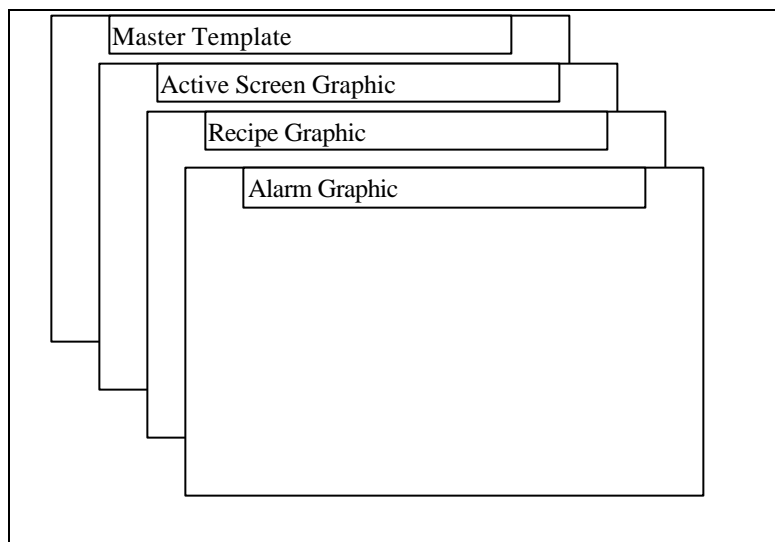 Master Template
Active Screen Graphic
Recipe Graphic
Alarm Graphic